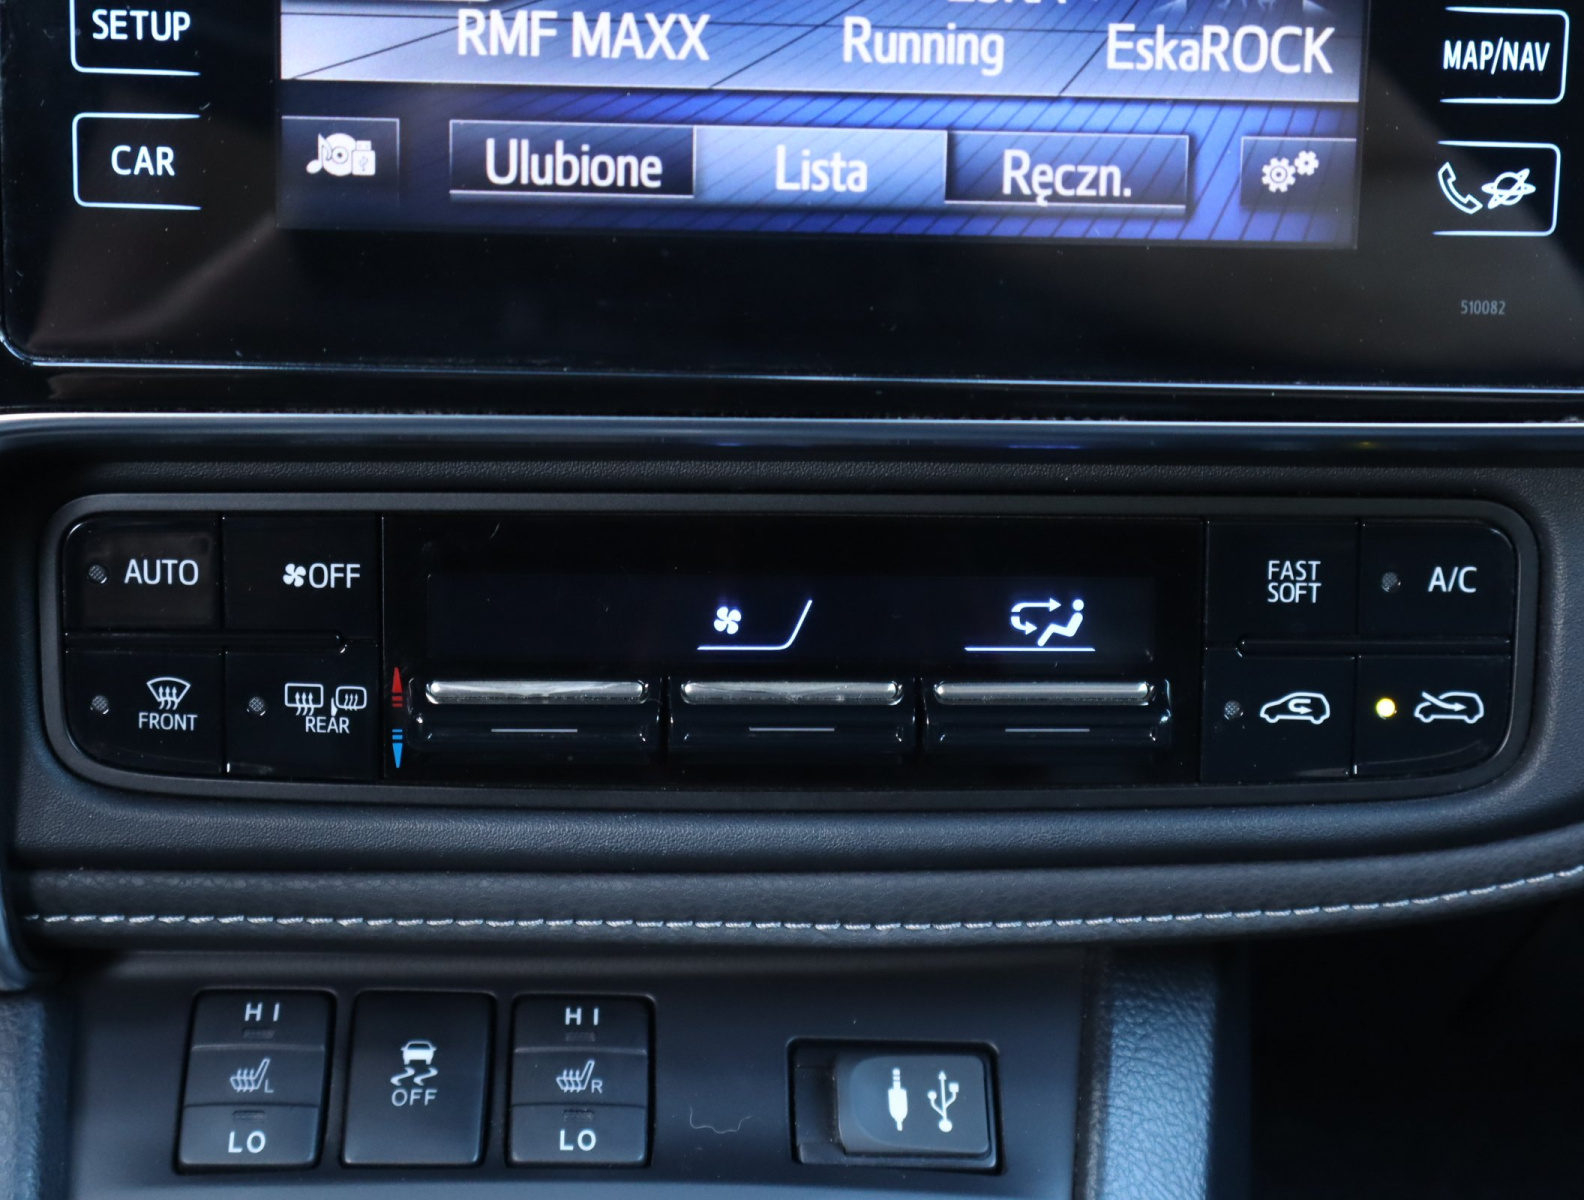 SETUP
RMF MAXX
Running
EskaROCK
MAP/NAV
CAR
Ulubione
Lista
Ręczn.
510082
AUTO
OFF
FAST
SOFT
A/C
FRONT
REAR
HI
L
LO
OFF
HI
R
LO